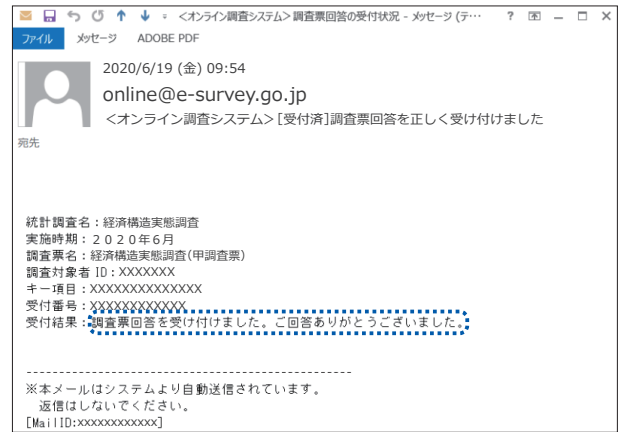 <オンライン調査システム>調査票回答の受付状況 - メッセージ (テ… ?
ファイル メッセージ ADOBE PDF
2020/6/19 (金) 09:54
online@e-survey.go.jp
<オンライン調査システム>[受付済]調査票回答を正しく受け付けました
宛先
統計調査名：経済構造実態調査
実施時期：２０２０年6月
調査票名：経済構造実態調査(甲調査票)
調査対象者 ID：XXXXXXX
キー項目：XXXXXXXXXXXXXX
受付番号：XXXXXXXXXXXX
受付結果：調査票回答を受け付けました。ご回答ありがとうございました。
--------------------------------------------------
※本メールはシステムより自動送信されています。
返信はしないでください。
[MailID:xxxxxxxxxxxx]